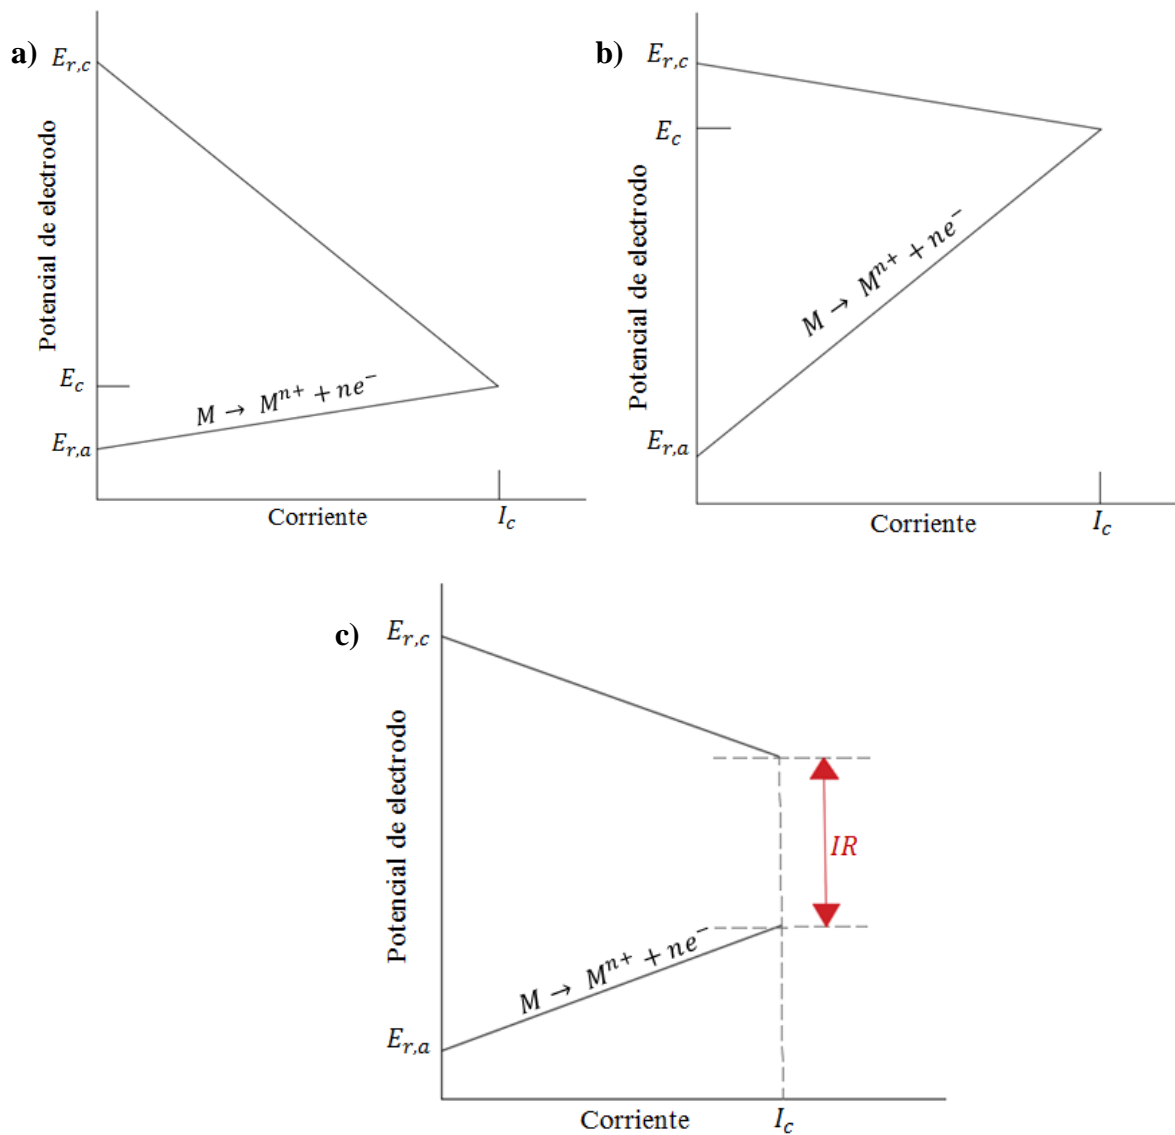 a)
E_{r,c}
Potencial de electrodo
E_c
E_{r,a}
M → M^{n+} + ne^-
Corriente
I_c
b)
E_{r,c}
E_c
Potencial de electrodo
E_{r,a}
M → M^{n+} + ne^-
Corriente
I_c
c)
E_{r,c}
Potencial de electrodo
IR
M → M^{n+} + ne^-
E_{r,a}
Corriente
I_c